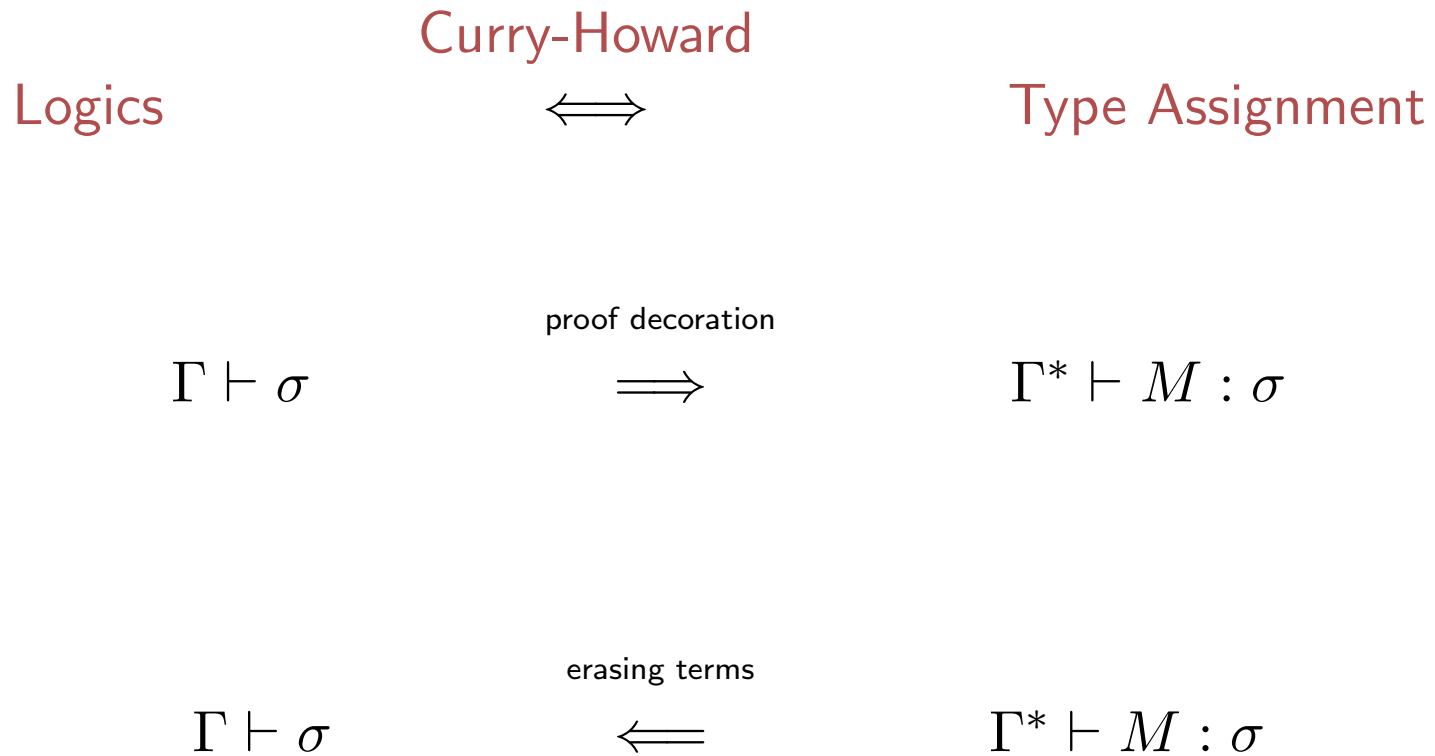 Curry-Howard
Logics ⟺ Type Assignment
proof decoration
Γ ⊢ σ ⟹ Γ* ⊢ M : σ
erasing terms
Γ ⊢ σ ⟸ Γ* ⊢ M : σ